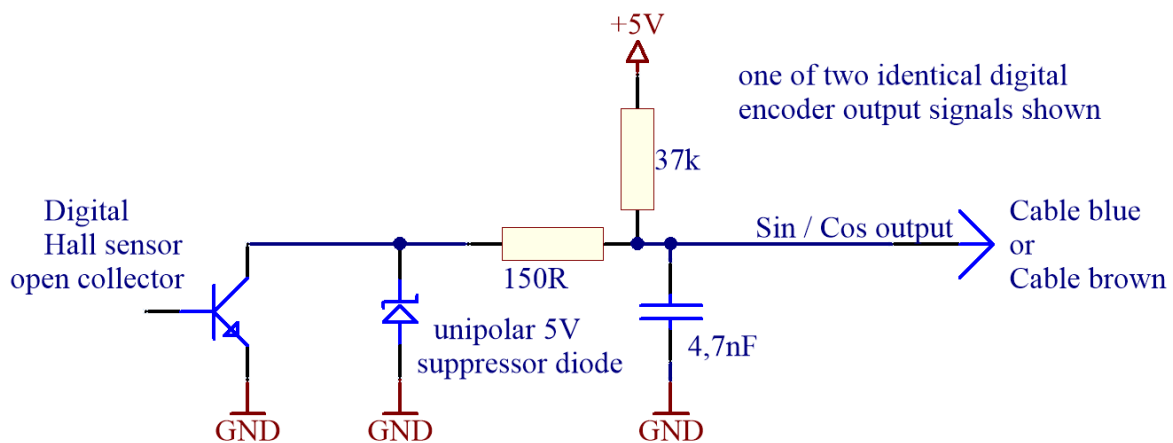 +5V
one of two identical digital
encoder output signals shown
37k
Digital
Hall sensor
open collector
150R
Sin / Cos output
Cable blue
or
Cable brown
unipolar 5V
suppressor diode
4,7nF
GND
GND
GND